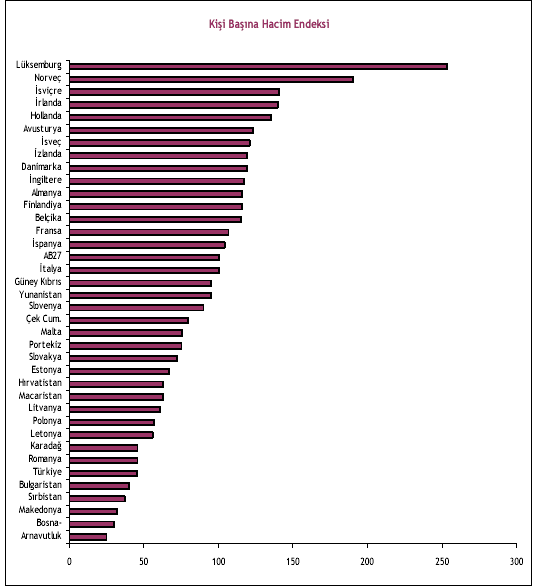 Kişi Başına Hacim Endeksi
Lüksemburg
Norveç
İsviçre
İrlanda
Hollanda
Avusturya
İsveç
İzlanda
Danimarka
İngiltere
Almanya
Finlandiya
Belçika
Fransa
İspanya
AB27
İtalya
Güney Kıbrıs
Yunanistan
Slovenya
Çek Cum.
Malta
Portekiz
Slovakya
Estonya
Hırvatistan
Macaristan
Litvanya
Polonya
Letonya
Karadağ
Romanya
Türkiye
Bulgaristan
Sırbistan
Makedonya
Bosna-
Arnavutluk
0 50 100 150 200 250 300